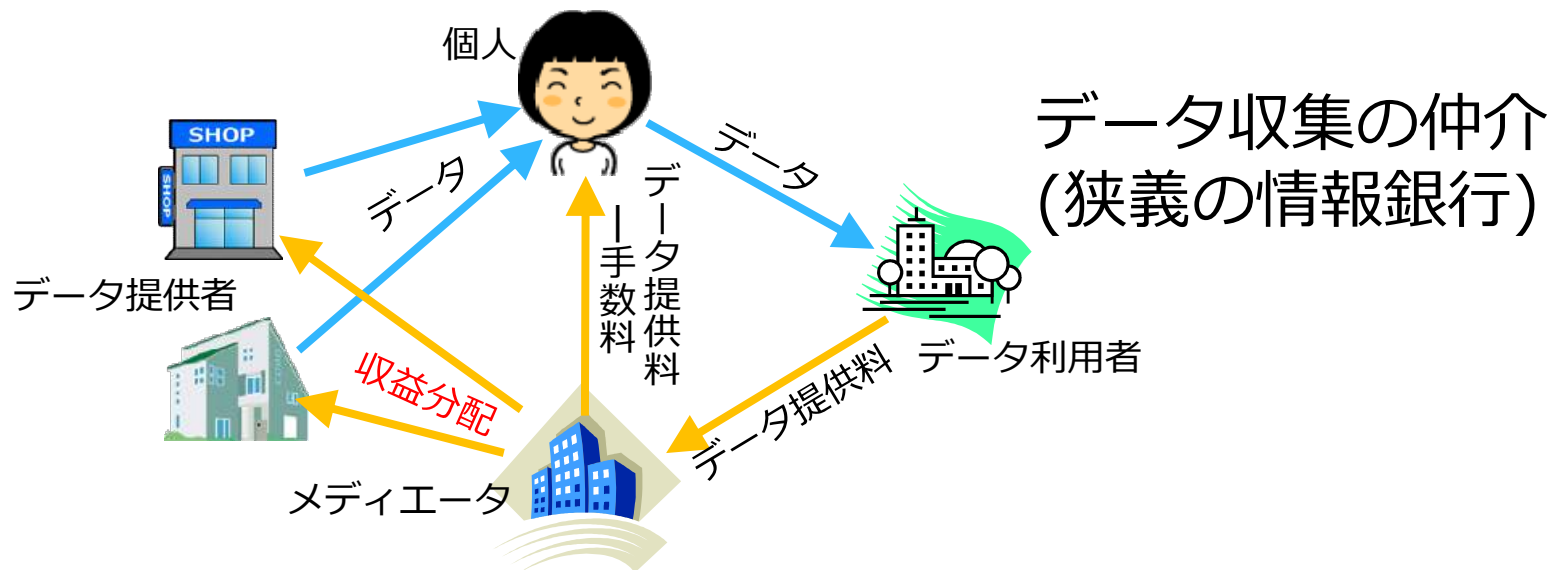 個人
データ収集の仲介
(狭義の情報銀行)
SHOP
SHOP
データ
データ
データ提供料
ー手数料
データ提供者
データ利用者
収益分配
データ提供料
メディエータ